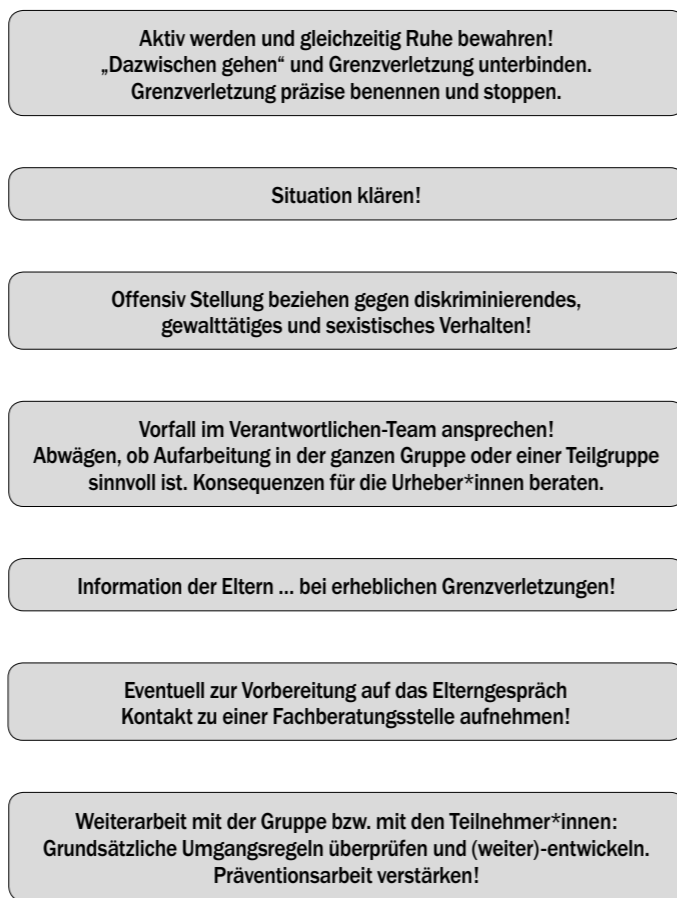 Aktiv werden und gleichzeitig Ruhe bewahren!
„Dazwischen gehen“ und Grenzverletzung unterbinden.
Grenzverletzung präzise benennen und stoppen.
Situation klären!
Offensiv Stellung beziehen gegen diskriminierendes,
gewalttätiges und sexistisches Verhalten!
Vorfall im Verantwortlichen-Team ansprechen!
Abwägen, ob Aufarbeitung in der ganzen Gruppe oder einer Teilgruppe
sinnvoll ist. Konsequenzen für die Urheber*innen beraten.
Information der Eltern ... bei erheblichen Grenzverletzungen!
Eventuell zur Vorbereitung auf das Elterngespräch
Kontakt zu einer Fachberatungsstelle aufnehmen!
Weiterarbeit mit der Gruppe bzw. mit den Teilnehmer*innen:
Grundsätzliche Umgangsregeln überprüfen und (weiter)-entwickeln.
Präventionsarbeit verstärken!